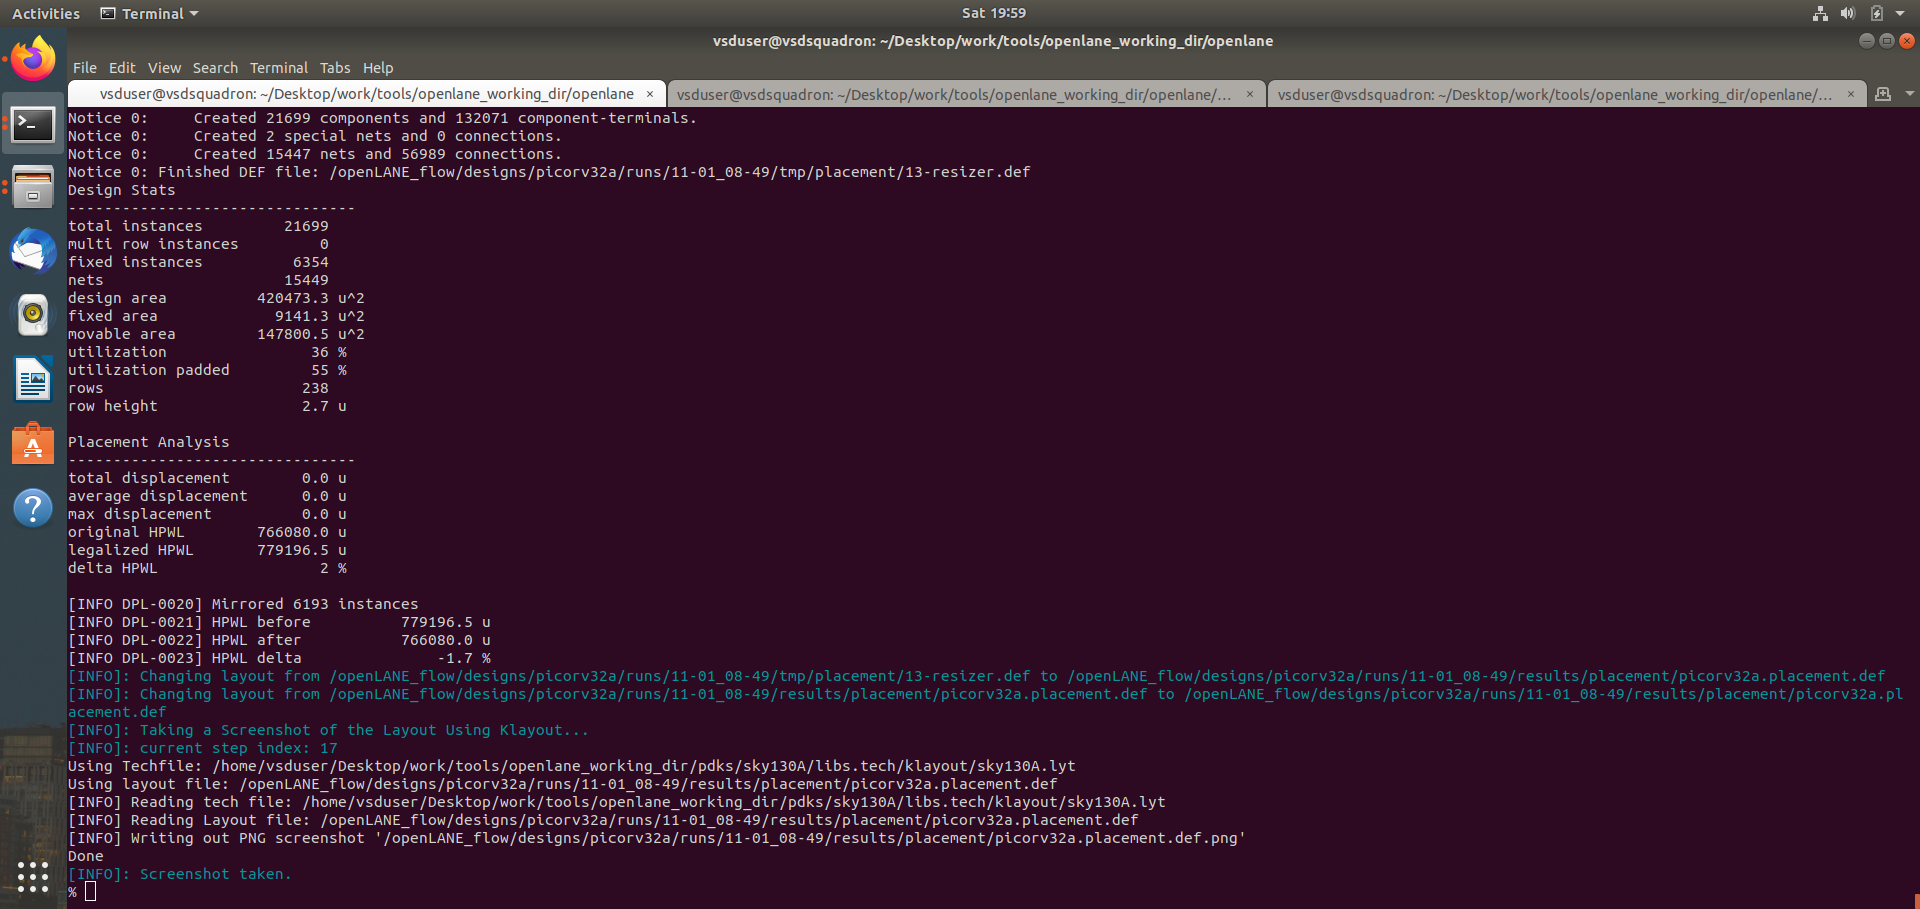 Activities Terminal Sat 19:59
vsduser@vsdsquadron: ~/Desktop/work/tools/openlane_working_dir/openlane
File Edit View Search Terminal Tabs Help
vsduser@vsdsquadron: ~/Desktop/work/tools/openlane_working_dir/openlane × vsduser@vsdsquadron: ~/Desktop/work/tools/openlane_working_dir/openlane/... × vsduser@vsdsquadron: ~/Desktop/work/tools/openlane_working_dir/openlane/... ×
Notice 0:     Created 21699 components and 132071 component-terminals.
Notice 0:     Created 2 special nets and 0 connections.
Notice 0:     Created 15447 nets and 56989 connections.
Notice 0: Finished DEF file: /openLANE_flow/designs/picorv32a/runs/11-01_08-49/tmp/placement/13-resizer.def
Design Stats
--------------------------------
total instances         21699
multi row instances         0
fixed instances          6354
nets                    15449
design area          420473.3 u^2
fixed area             9141.3 u^2
movable area         147800.5 u^2
utilization                36 %
utilization padded         55 %
rows                      238
row height                2.7 u
Placement Analysis
--------------------------------
total displacement        0.0 u
average displacement      0.0 u
max displacement          0.0 u
original HPWL        766080.0 u
legalized HPWL       779196.5 u
delta HPWL                  2 %
[INFO DPL-0020] Mirrored 6193 instances
[INFO DPL-0021] HPWL before          779196.5 u
[INFO DPL-0022] HPWL after           766080.0 u
[INFO DPL-0023] HPWL delta               -1.7 %
[INFO]: Changing layout from /openLANE_flow/designs/picorv32a/runs/11-01_08-49/tmp/placement/13-resizer.def to /openLANE_flow/designs/picorv32a/runs/11-01_08-49/results/placement/picorv32a.placement.def
[INFO]: Changing layout from /openLANE_flow/designs/picorv32a/runs/11-01_08-49/results/placement/picorv32a.placement.def to /openLANE_flow/designs/picorv32a/runs/11-01_08-49/results/placement/picorv32a.pl
acement.def
[INFO]: Taking a Screenshot of the Layout Using Klayout...
[INFO]: current step index: 17
Using Techfile: /home/vsduser/Desktop/work/tools/openlane_working_dir/pdks/sky130A/libs.tech/klayout/sky130A.lyt
Using layout file: /openLANE_flow/designs/picorv32a/runs/11-01_08-49/results/placement/picorv32a.placement.def
[INFO] Reading tech file: /home/vsduser/Desktop/work/tools/openlane_working_dir/pdks/sky130A/libs.tech/klayout/sky130A.lyt
[INFO] Reading Layout file: /openLANE_flow/designs/picorv32a/runs/11-01_08-49/results/placement/picorv32a.placement.def
[INFO] Writing out PNG screenshot '/openLANE_flow/designs/picorv32a/runs/11-01_08-49/results/placement/picorv32a.placement.def.png'
Done
[INFO]: Screenshot taken.
%